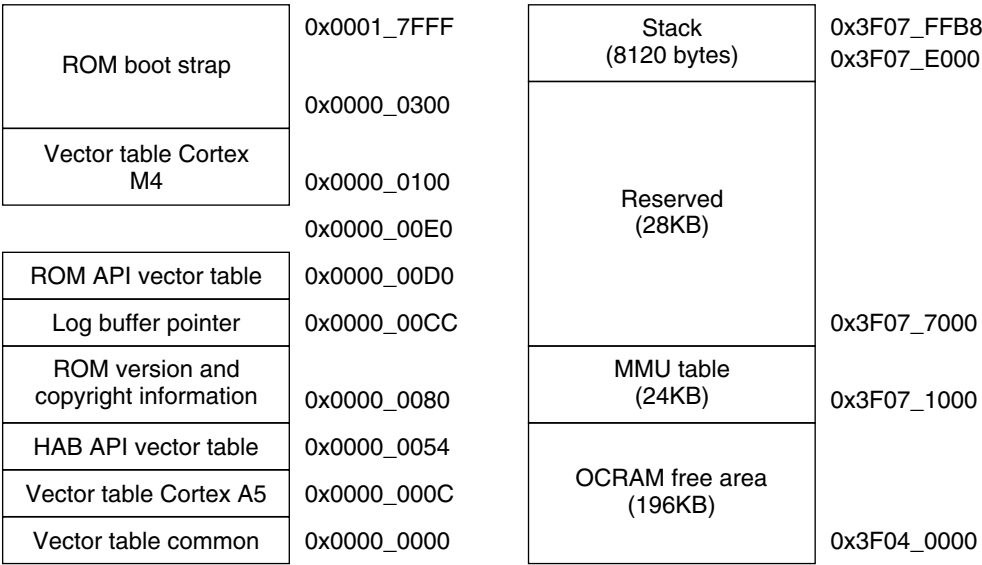 ROM boot strap
0x0001_7FFF
0x0000_0300
Vector table Cortex
M4
0x0000_0100
0x0000_00E0
ROM API vector table
0x0000_00D0
Log buffer pointer
0x0000_00CC
ROM version and
copyright information
0x0000_0080
HAB API vector table
0x0000_0054
Vector table Cortex A5
0x0000_000C
Vector table common
0x0000_0000
Stack
(8120 bytes)
0x3F07_FFB8
0x3F07_E000
Reserved
(28KB)
0x3F07_7000
MMU table
(24KB)
0x3F07_1000
OCRAM free area
(196KB)
0x3F04_0000